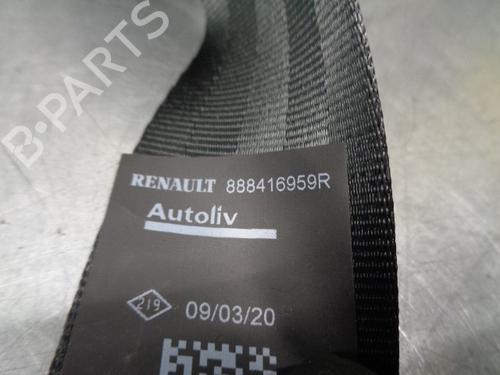 B-PARTS
RENAULT 888416959R
Autoliv
219 09/03/20